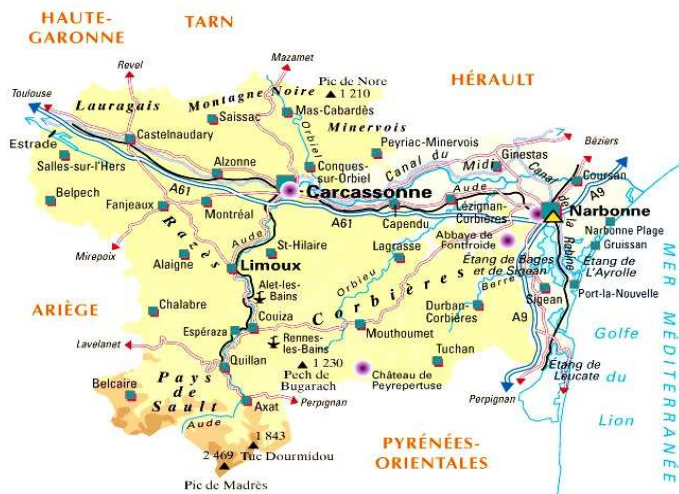 HAUTE-
GARONNE
TARN
Mazamet
Revel
Pic de Nore
1 210
HÉRAULT
Toulouse
Lauragais
Montagne Noire
Mas-Cabardès
Saissac
Minervois
Orbiel
Béziers
Estrade
Castelnaudary
Peyriac-Minervois
Ginestas
Canal du
Midi
Salles-sur-l'Hers
Alzonne
Conques-
sur-Orbiel
Coursan
A9
Belpech
A61
Carcassonne
Aude
Canal de la Robine
Fanjeaux
Montréal
A61
Capendu
Lézignan-
Corbières
Narbonne
Narbonne Plage
Razès
Aude
St-Hilaire
Lagrasse
Abbaye de
Fontfroide
Gruissan
Mirepoix
Alaigne
Limoux
Orbieu
Étang de Bages
et de Sigean
Étang de
L'Ayrolle
Alet-les-
Bains
Corbières
Berre
Sigean
Port-la-Nouvelle
ARIÈGE
Chalabre
Couiza
Durban-
Corbières
A9
Espéraza
Mouthoumet
Golfe
du
Lion
MER MÉDITERRANÉE
Lavelanet
Rennes-
les-Bains
Tuchan
Quillan
1 230
Pech de
Bugarach
Château de
Peyrepertuse
Étang de
Leucate
Belcaire
Pays
de
Sault
Axat
Perpignan
Perpignan
Aude
1 843
Tuc Dourmidou
2 469
Pic de Madrès
PYRÉNÉES-
ORIENTALES